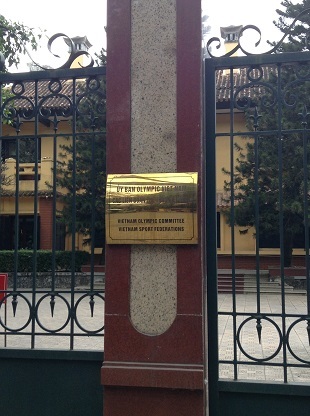 ỦY BAN OLYMPIC VIỆT NAM
VIETNAM OLYMPIC COMMITTEE
VIETNAM SPORT FEDERATIONS